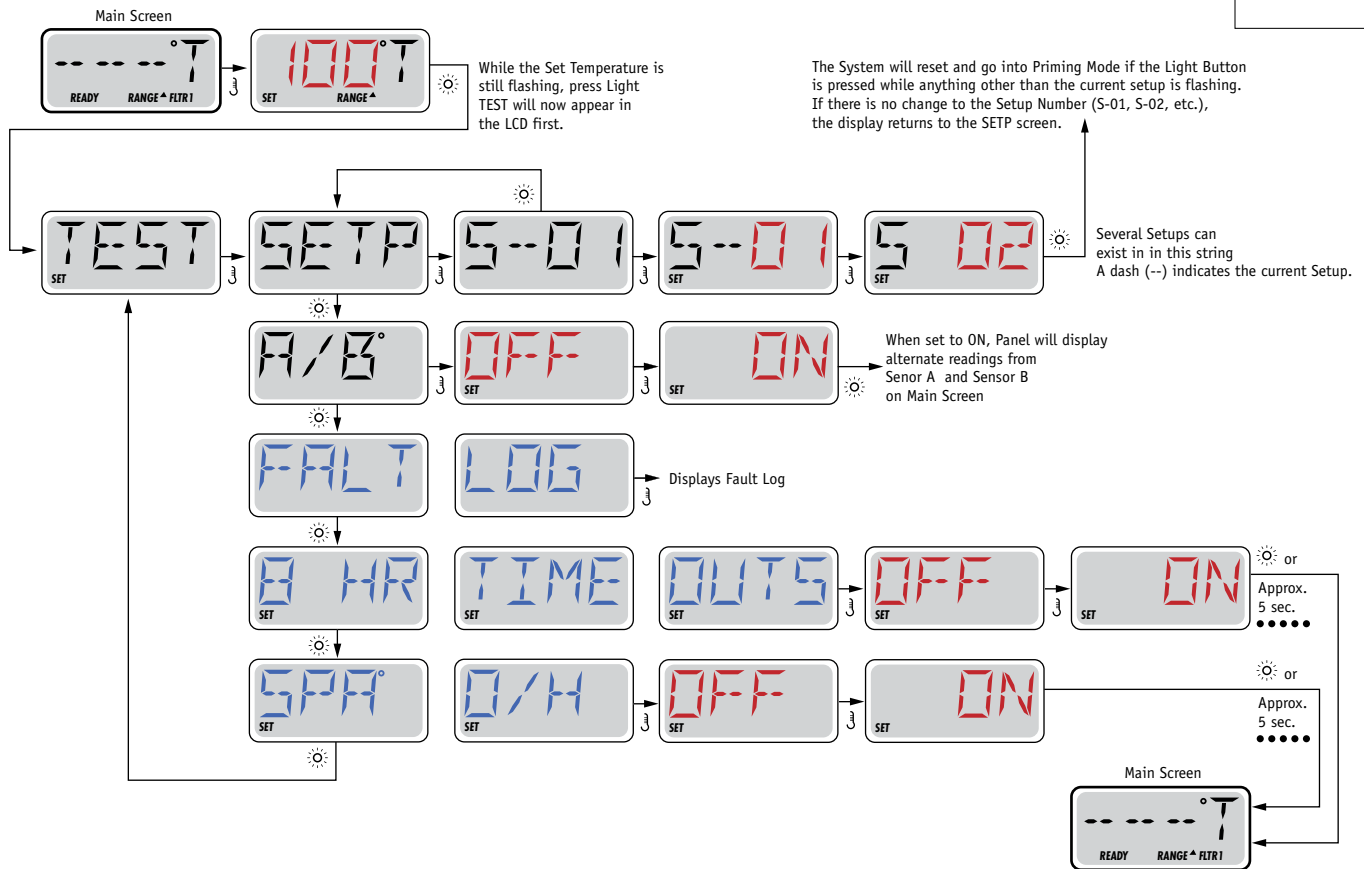 Main Screen
-- -- -- °T
READY RANGE FLTR1
100°T
SET RANGE
While the Set Temperature is
still flashing, press Light
TEST will now appear in
the LCD first.
The System will reset and go into Priming Mode if the Light Button
is pressed while anything other than the current setup is flashing.
If there is no change to the Setup Number (S-01, S-02, etc.),
the display returns to the SETP screen.
TEST
SET
SETP
SET
S--01
SET
S--01
SET
S 02
SET
Several Setups can
exist in in this string
A dash (--) indicates the current Setup.
A/B°
SET
OFF
SET
ON
SET
When set to ON, Panel will display
alternate readings from
Senor A and Sensor B
on Main Screen
FALT
LOG
Displays Fault Log
8 HR
SET
TIME
SET
OUTS
SET
OFF
SET
ON
SET
or
Approx.
5 sec.
SPA°
SET
O/H
SET
OFF
SET
ON
SET
or
Approx.
5 sec.
Main Screen
-- -- -- °T
READY RANGE FLTR1